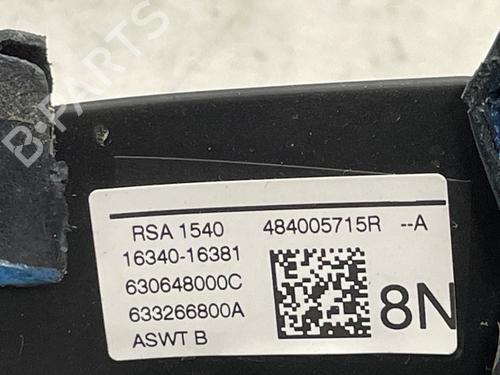 B-PARTS
RSA 1540 484005715R --A
16340-16381
630648000C
633266800A
ASWT B
8N